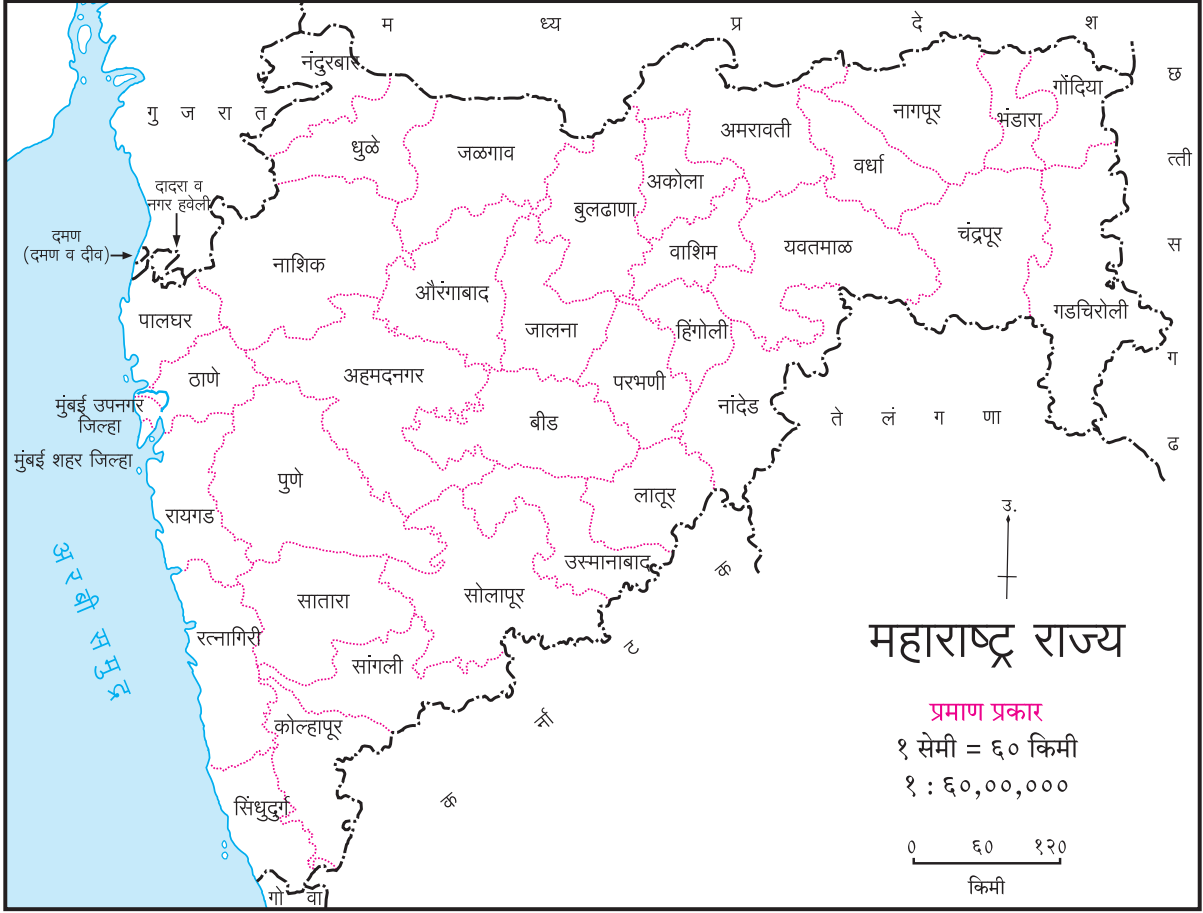 म ध्य प्र दे श
नंदुरबार
छ
गोंदिया
गु ज रा त
नागपूर
भंडारा
अमरावती
धुळे
जळगाव
त्ती
वर्धा
अकोला
दादरा व
नगर हवेली
बुलढाणा
दमण
(दमण व दीव)
चंद्रपूर
स
यवतमाळ
वाशिम
नाशिक
औरंगाबाद
गडचिरोली
पालघर
जालना
हिंगोली
ग
ठाणे
अहमदनगर
परभणी
मुंबई उपनगर
जिल्हा
नांदेड
ते लं ग णा
बीड
ढ
मुंबई शहर जिल्हा
पुणे
लातूर
रायगड
उ.
अरबी समुद्र
उस्मानाबाद
क
सातारा
सोलापूर
रत्नागिरी
महाराष्ट्र राज्य
ट
सांगली
प्रमाण प्रकार
कोल्हापूर
र्ना
१ सेमी = ६० किमी
१ : ६०,००,०००
सिंधुदुर्ग
क
० ६० १२०
किमी
गो वा